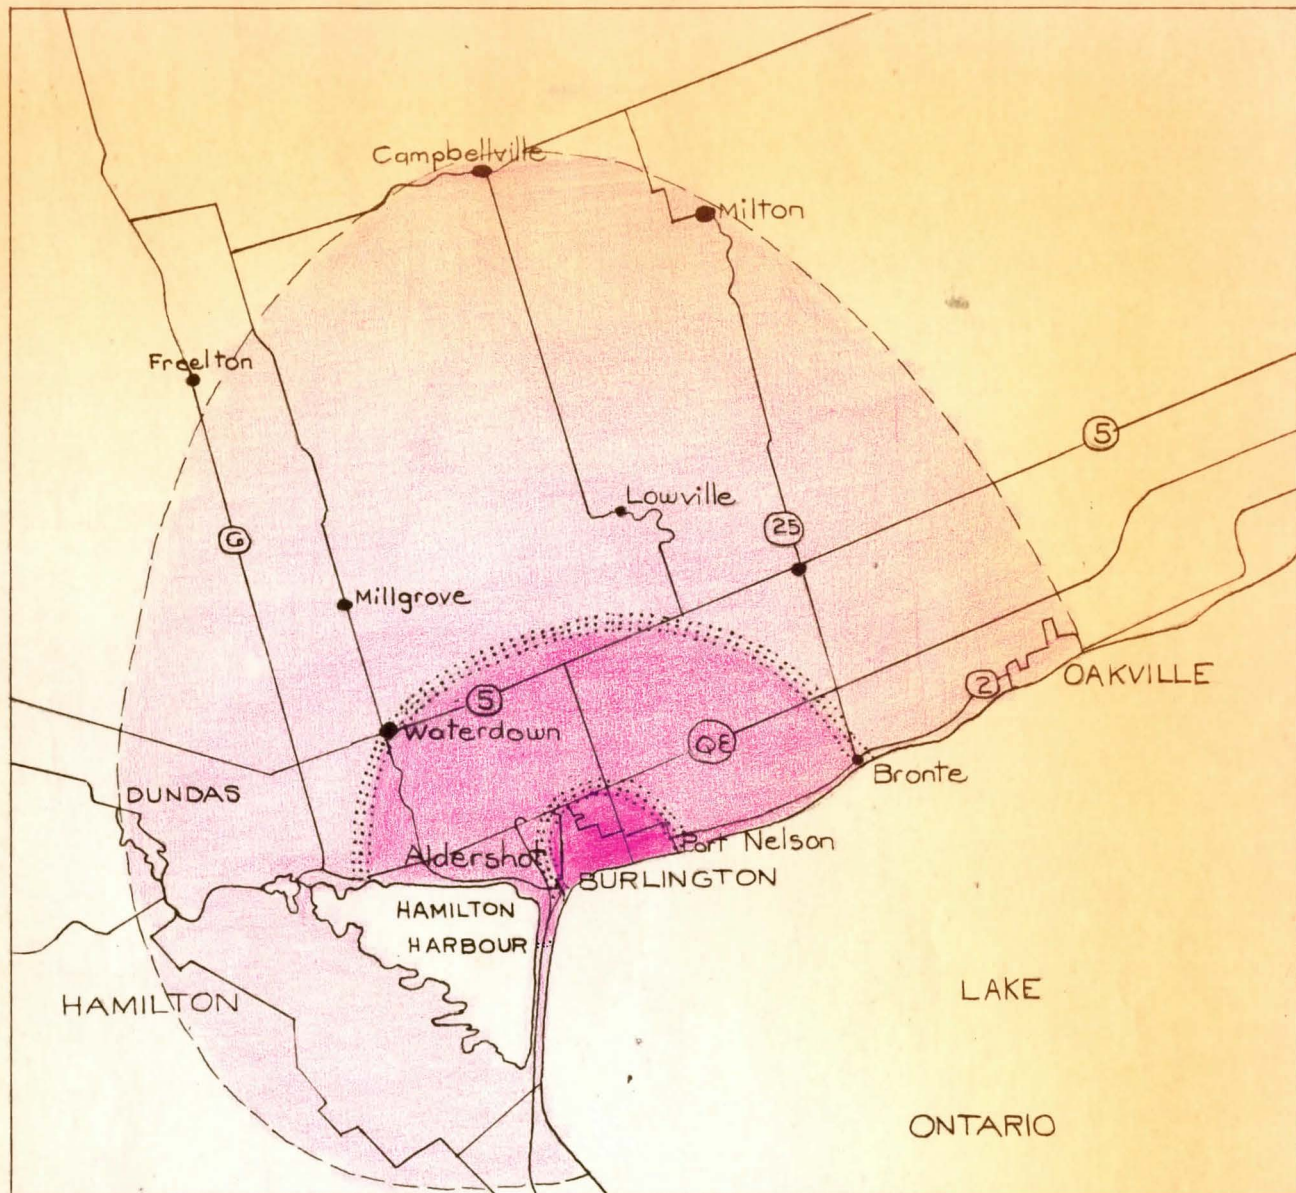 Campbellville
Milton
Freelton
5
Lowville
25
6
Millgrove
OAKVILLE
2
5
Waterdown
QE
Bronte
DUNDAS
Port Nelson
Aldershot
BURLINGTON
HAMILTON
HARBOUR
HAMILTON
LAKE
ONTARIO